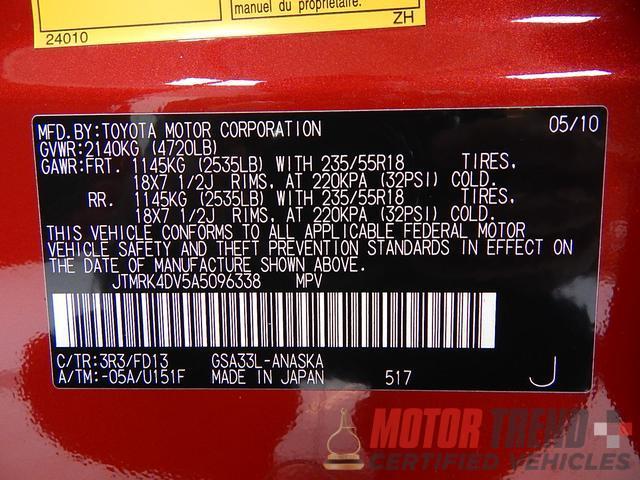 manuel du propriétaire.
24010 ZH
MFD.BY:TOYOTA MOTOR CORPORATION 05/10
GVWR:2140KG (4720LB)
GAWR:FRT. 1145KG (2535LB) WITH 235/55R18 TIRES,
18X7 1/2J RIMS, AT 220KPA (32PSI) COLD.
RR. 1145KG (2535LB) WITH 235/55R18 TIRES,
18X7 1/2J RIMS, AT 220KPA (32PSI) COLD.
THIS VEHICLE CONFORMS TO ALL APPLICABLE FEDERAL MOTOR
VEHICLE SAFETY AND THEFT PREVENTION STANDARDS IN EFFECT ON
THE DATE OF MANUFACTURE SHOWN ABOVE.
JTMRK4DV5A5096338 MPV
C/TR:3R3/FD13 GSA33L-ANASKA
A/TM:-05A/U151F MADE IN JAPAN 517 J
MOTOR TREND
CERTIFIED VEHICLES